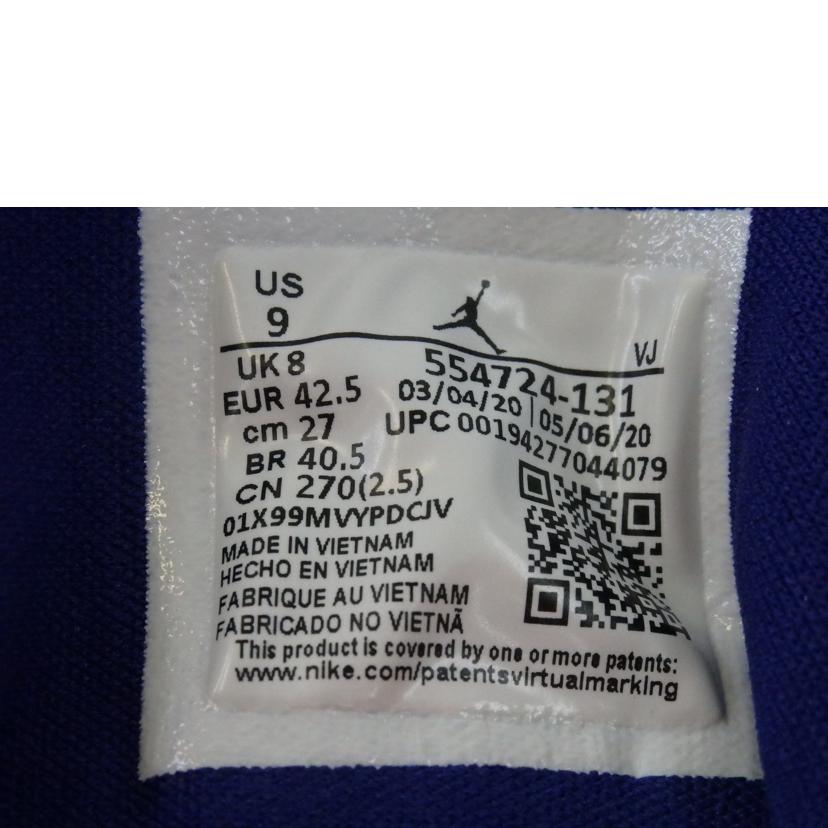 US
9
VJ
UK 8
554724-131
EUR 42.5
03/04/20 | 05/06/20
cm 27
UPC 00194277044079
BR 40.5
CN 270(2.5)
01X99MVYPDCJV
MADE IN VIETNAM
HECHO EN VIETNAM
FABRIQUE AU VIETNAM
FABRICADO NO VIETNÃ
This product is covered by one or more patents:
www.nike.com/patentsvirtualmarking